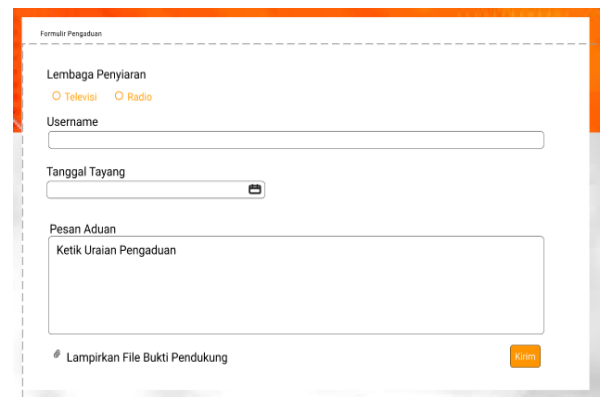 Formulir Pengaduan
Lembaga Penyiaran
Televisi Radio
Username
Tanggal Tayang
Pesan Aduan
Ketik Uraian Pengaduan
Lampirkan File Bukti Pendukung
Kirim